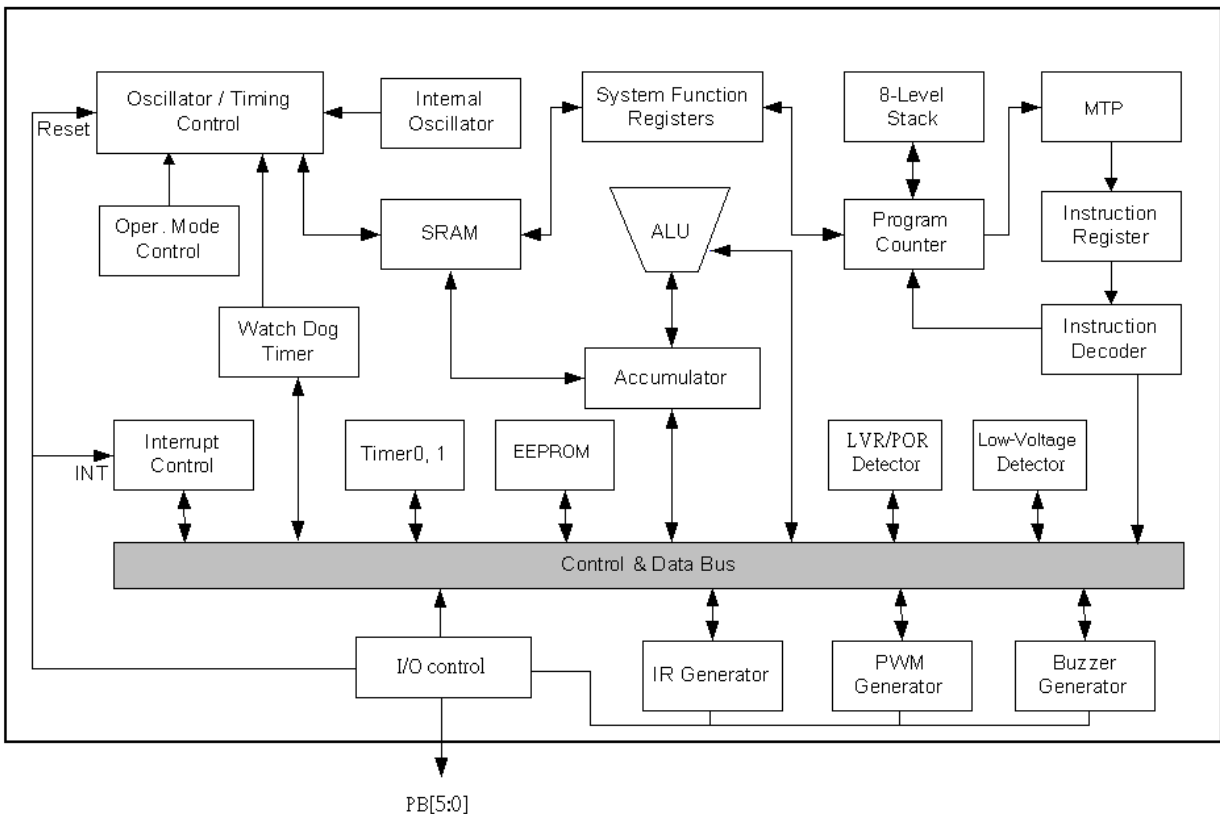 Oscillator / Timing
Control
Internal
Oscillator
System Function
Registers
8-Level
Stack
MTP
Reset
Oper. Mode
Control
SRAM
ALU
Program
Counter
Instruction
Register
Watch Dog
Timer
Accumulator
Instruction
Decoder
Interrupt
Control
INT
Timer0, 1
EEPROM
LVR/POR
Detector
Low-Voltage
Detector
Control & Data Bus
I/O control
IR Generator
PWM
Generator
Buzzer
Generator
PB[5:0]